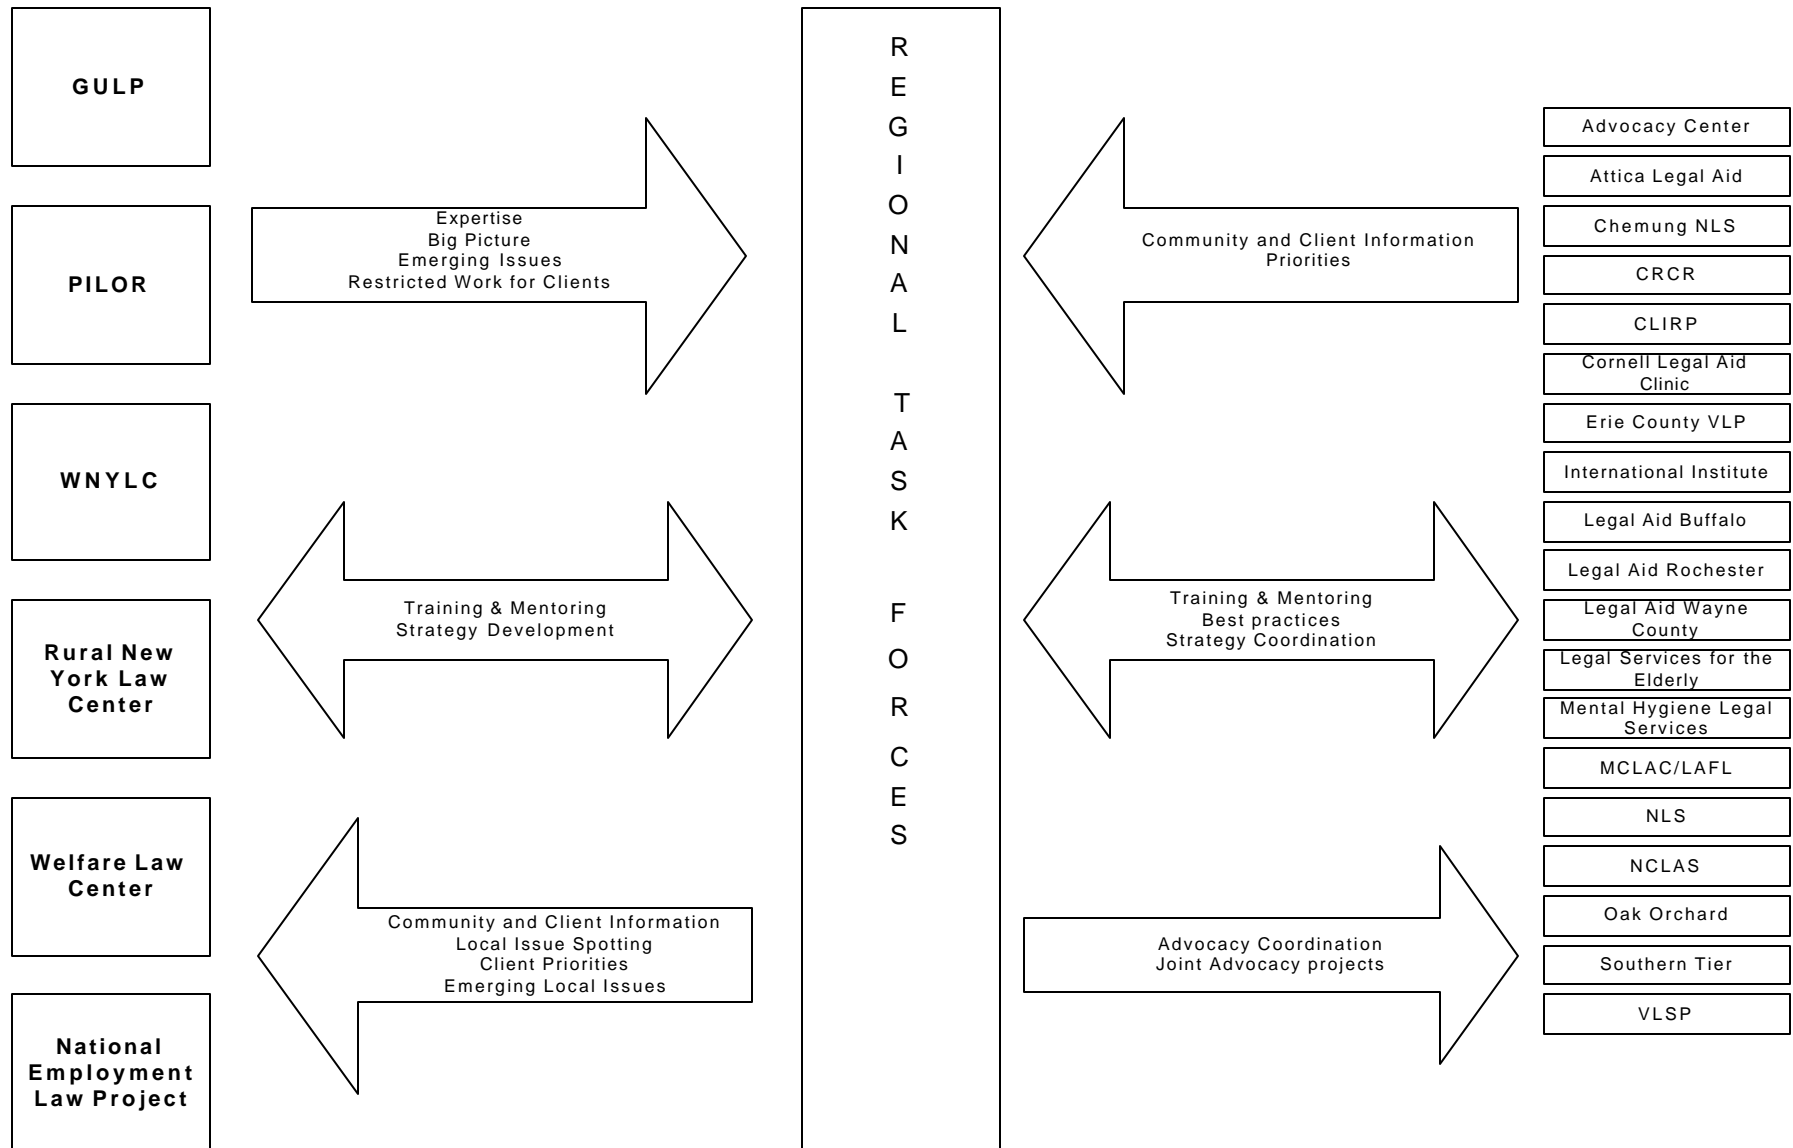 GULP
PILOR
WNYLC
Rural New
York Law
Center
Welfare Law
Center
National
Employment
Law Project
Expertise
Big Picture
Emerging Issues
Restricted Work for Clients
Training & Mentoring
Strategy Development
Community and Client Information
Local Issue Spotting
Client Priorities
Emerging Local Issues
R
E
G
I
O
N
A
L
T
A
S
K
F
O
R
C
E
S
Community and Client Information
Priorities
Training & Mentoring
Best practices
Strategy Coordination
Advocacy Coordination
Joint Advocacy projects
Advocacy Center
Attica Legal Aid
Chemung NLS
CRCR
CLIRP
Cornell Legal Aid
Clinic
Erie County VLP
International Institute
Legal Aid Buffalo
Legal Aid Rochester
Legal Aid Wayne
County
Legal Services for the
Elderly
Mental Hygiene Legal
Services
MCLAC/LAFL
NLS
NCLAS
Oak Orchard
Southern Tier
VLSP